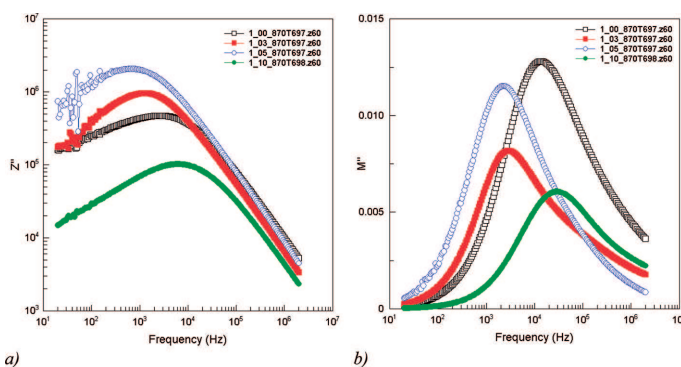 10⁷
10⁶
10⁵
10⁴
10³
Z"
10¹ 10² 10³ 10⁴ 10⁵ 10⁶ 10⁷
Frequency (Hz)
1_00_870T697.z60
1_03_870T697.z60
1_05_870T697.z60
1_10_870T698.z60
a)
0.015
0.010
0.005
0
M"
10¹ 10² 10³ 10⁴ 10⁵ 10⁶ 10⁷
Frequency (Hz)
1_00_870T697.z60
1_03_870T697.z60
1_05_870T697.z60
1_10_870T698.z60
b)